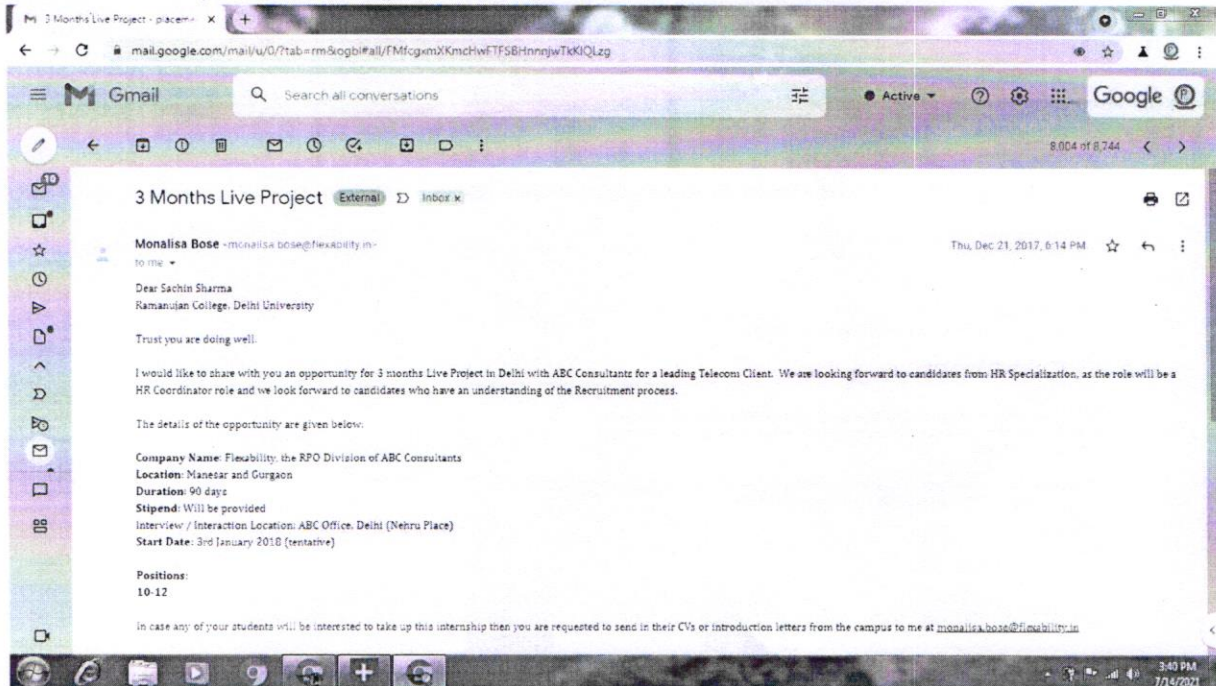 3 Months Live Project - placeme
mail.google.com/mail/u/0/?tab=rm&ogbl#all/
Gmail
Search all conversations
Active
Google
8,004 of 8,744
3 Months Live Project External Inbox x
Monalisa Bose <monalisa.bose@flexability.in>
Thu, Dec 21, 2017, 6:14 PM
to me
Dear Sachin Sharma
Ramanujan College, Delhi University
Trust you are doing well.
I would like to share with you an opportunity for 3 months Live Project in Delhi with ABC Consultants for a leading Telecom Client. We are looking forward to candidates from HR Specialization, as the role will be a
HR Coordinator role and we look forward to candidates who have an understanding of the Recruitment process.
The details of the opportunity are given below:
Company Name: Flexability, the RPO Division of ABC Consultants
Location: Manesar and Gurgaon
Duration: 90 days
Stipend: Will be provided
Interview / Interaction Location: ABC Office, Delhi (Nehru Place)
Start Date: 3rd January 2018 (tentative)
Positions:
10-12
In case any of your students will be interested to take up this internship then you are requested to send in their CVs or introduction letters from the campus to me at monalisa.bose@flexability.in
3:40 PM
7/14/2021